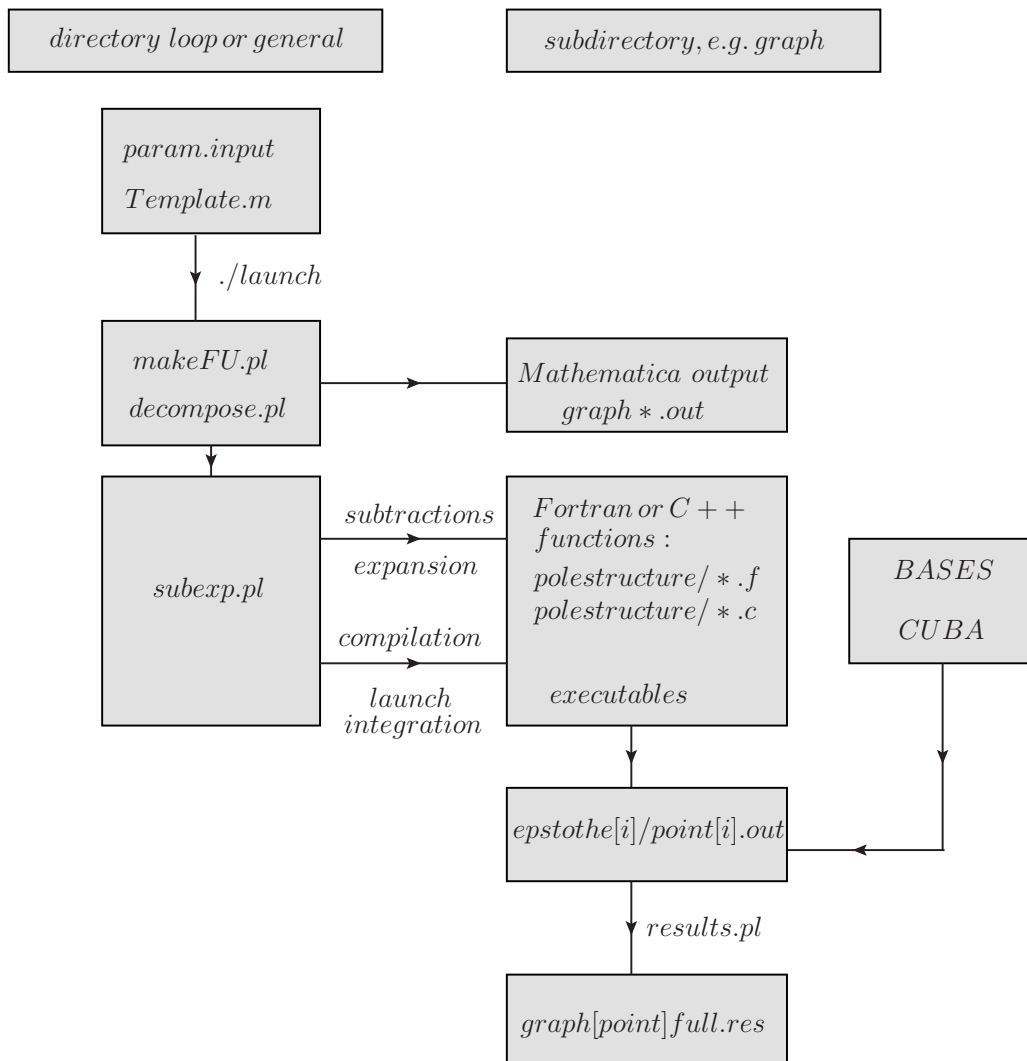 directory loop or general
subdirectory, e.g. graph
param.input
Template.m
./launch
makeFU.pl
decompose.pl
Mathematica output
graph * .out
subexp.pl
subtractions
expansion
compilation
launch
integration
Fortran or C + +
functions :
polestructure/ * .f
polestructure/ * .c
executables
BASES
CUBA
epstothe[i]/point[i].out
results.pl
graph[point]full.res